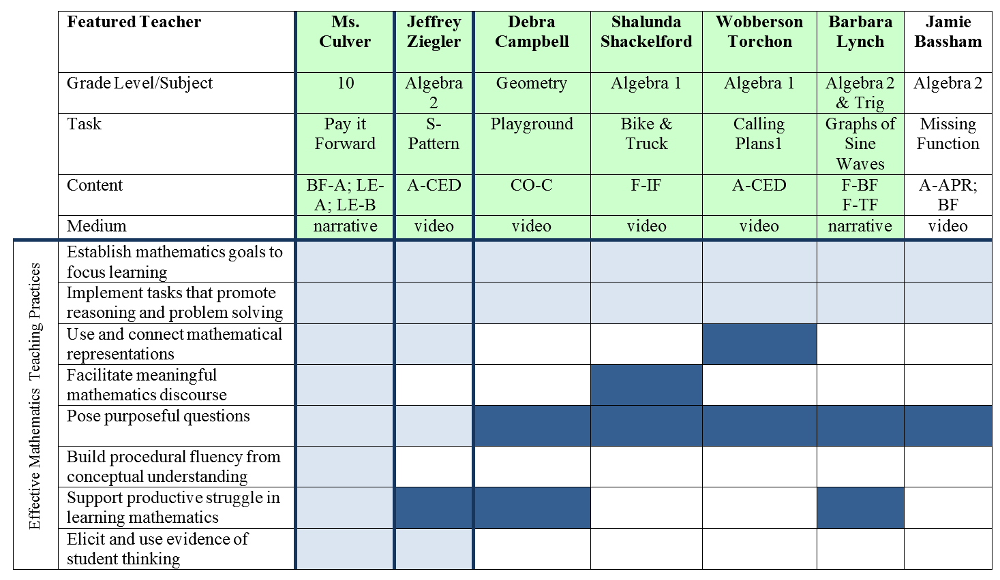 Featured Teacher
Ms.
Culver
Jeffrey
Ziegler
Debra
Campbell
Shalunda
Shackelford
Wobberson
Torchon
Barbara
Lynch
Jamie
Bassham
Grade Level/Subject
10
Algebra
2
Geometry
Algebra 1
Algebra 1
Algebra 2
& Trig
Algebra 2
Task
Pay it
Forward
S-
Pattern
Playground
Bike &
Truck
Calling
Plans1
Graphs of
Sine
Waves
Missing
Function
Content
BF-A; LE-
A; LE-B
A-CED
CO-C
F-IF
A-CED
F-BF
F-TF
A-APR;
BF
Medium
narrative
video
video
video
video
narrative
video
Effective Mathematics Teaching Practices
Establish mathematics goals to
focus learning
Implement tasks that promote
reasoning and problem solving
Use and connect mathematical
representations
Facilitate meaningful
mathematics discourse
Pose purposeful questions
Build procedural fluency from
conceptual understanding
Support productive struggle in
learning mathematics
Elicit and use evidence of
student thinking